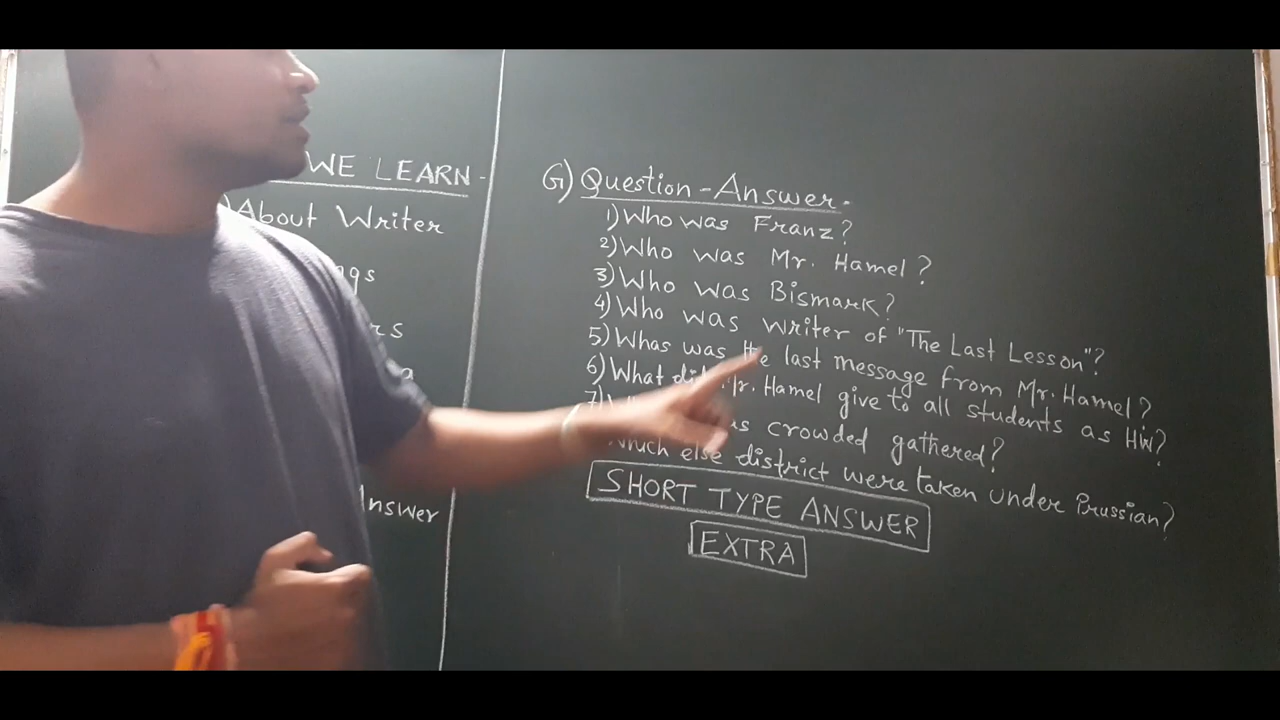 WE LEARN-
About Writer
G) Question-Answer-
1) Who was Franz?
2) Who was Mr. Hamel?
3) Who was Bismark?
4) Who was writer of "The Last Lesson"?
5) Whas was the last message from Mr. Hamel?
6) What did Mr. Hamel give to all students as HW?
7) crowded gathered?
which else district were taken under Prussian?
Answer
SHORT TYPE ANSWER
EXTRA